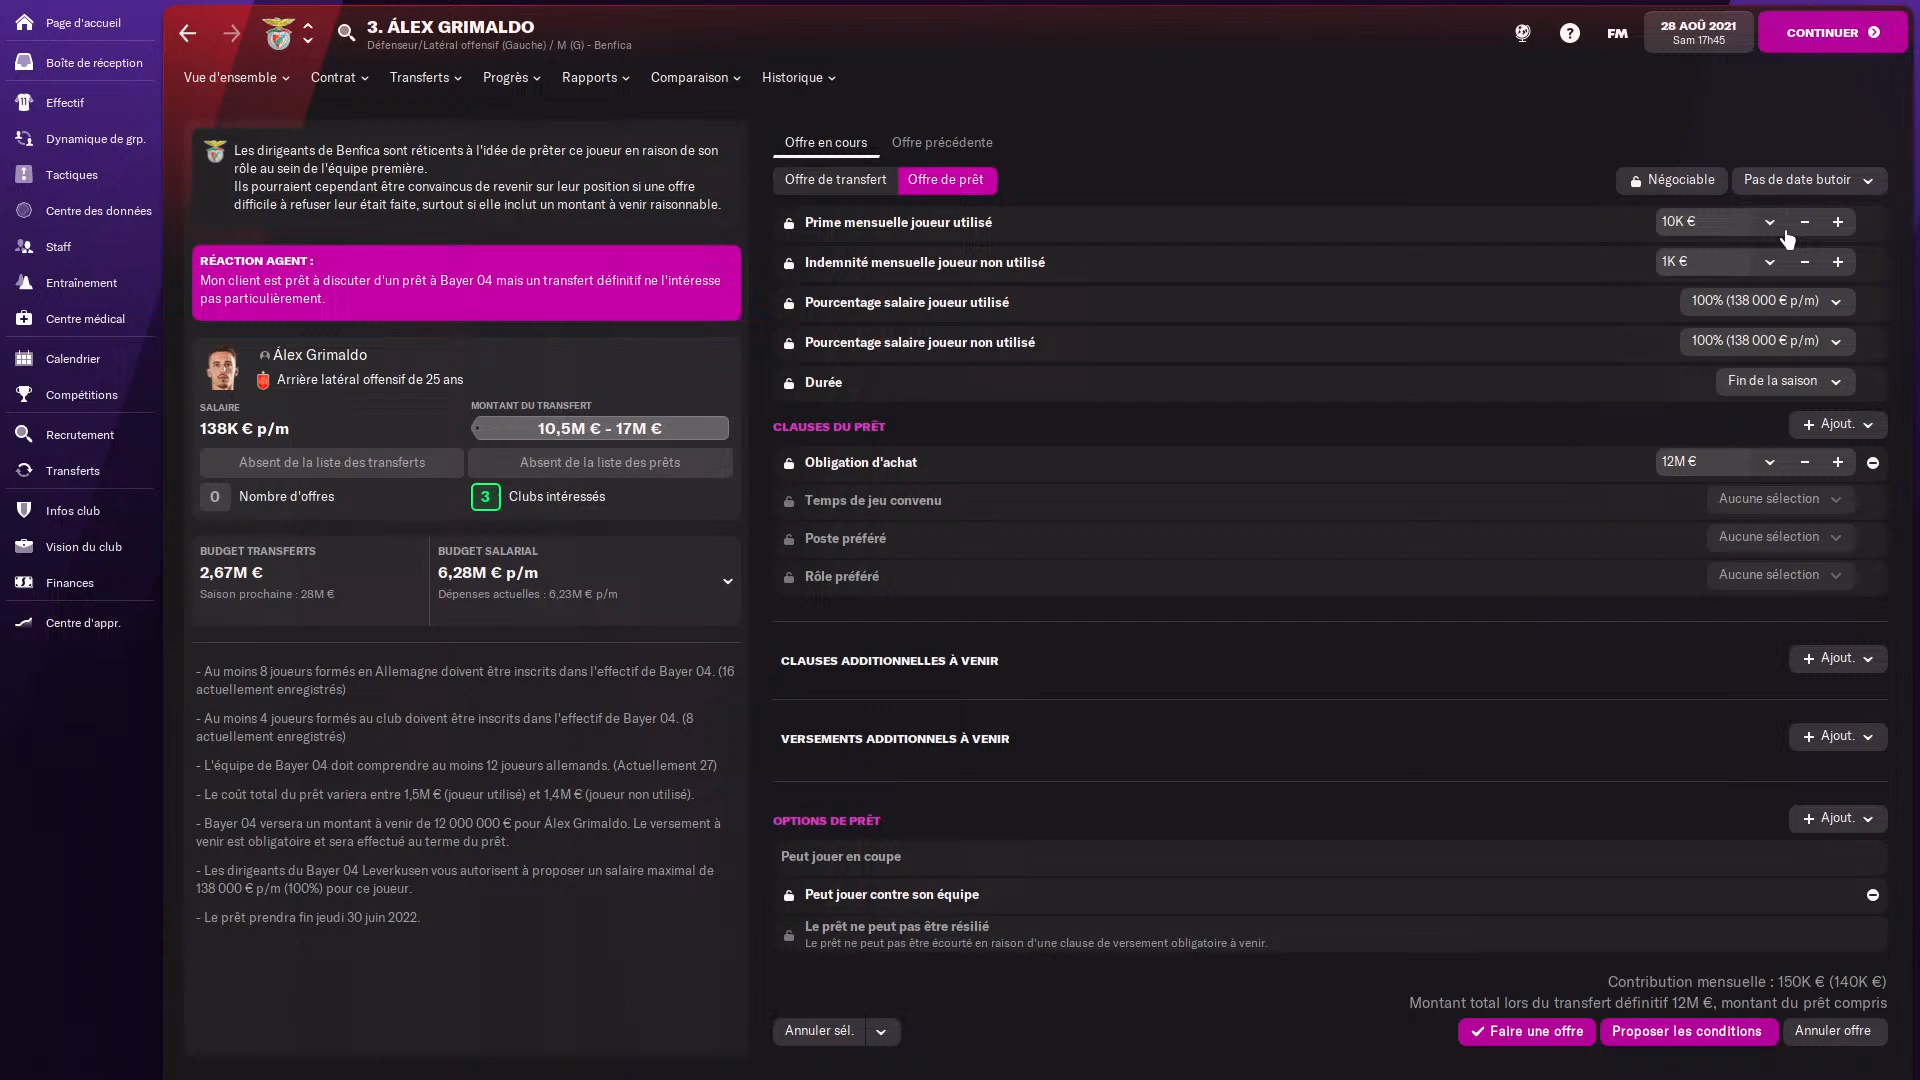 Page d'accueil
Boîte de réception
Effectif
Dynamique de grp.
Tactiques
Centre des données
Staff
Entraînement
Centre médical
Calendrier
Compétitions
Recrutement
Transferts
Infos club
Vision du club
Finances
Centre d'appr.
3. ÁLEX GRIMALDO
Défenseur/Latéral offensif (Gauche) / M (G) - Benfica
FM
28 AOÛ 2021
Sam 17h45
CONTINUER
Vue d'ensemble
Contrat
Transferts
Progrès
Rapports
Comparaison
Historique
Les dirigeants de Benfica sont réticents à l'idée de prêter ce joueur en raison de son
rôle au sein de l'équipe première.
Ils pourraient cependant être convaincus de revenir sur leur position si une offre
difficile à refuser leur était faite, surtout si elle inclut un montant à venir raisonnable.
RÉACTION AGENT :
Mon client est prêt à discuter d'un prêt à Bayer 04 mais un transfert définitif ne l'intéresse
pas particulièrement.
Álex Grimaldo
Arrière latéral offensif de 25 ans
SALAIRE
138K € p/m
MONTANT DU TRANSFERT
10,5M € - 17M €
Absent de la liste des transferts
Absent de la liste des prêts
0 Nombre d'offres
3 Clubs intéressés
BUDGET TRANSFERTS
2,67M €
Saison prochaine : 28M €
BUDGET SALARIAL
6,28M € p/m
Dépenses actuelles : 6,23M € p/m
- Au moins 8 joueurs formés en Allemagne doivent être inscrits dans l'effectif de Bayer 04. (16
actuellement enregistrés)
- Au moins 4 joueurs formés au club doivent être inscrits dans l'effectif de Bayer 04. (8
actuellement enregistrés)
- L'équipe de Bayer 04 doit comprendre au moins 12 joueurs allemands. (Actuellement 27)
- Le coût total du prêt variera entre 1,5M € (joueur utilisé) et 1,4M € (joueur non utilisé).
- Bayer 04 versera un montant à venir de 12 000 000 € pour Álex Grimaldo. Le versement à
venir est obligatoire et sera effectué au terme du prêt.
- Les dirigeants du Bayer 04 Leverkusen vous autorisent à proposer un salaire maximal de
138 000 € p/m (100%) pour ce joueur.
- Le prêt prendra fin jeudi 30 juin 2022.
Offre en cours
Offre précédente
Offre de transfert
Offre de prêt
Négociable
Pas de date butoir
Prime mensuelle joueur utilisé
10K €
Indemnité mensuelle joueur non utilisé
1K €
Pourcentage salaire joueur utilisé
100% (138 000 € p/m)
Pourcentage salaire joueur non utilisé
100% (138 000 € p/m)
Durée
Fin de la saison
CLAUSES DU PRÊT
Ajout.
Obligation d'achat
12M €
Temps de jeu convenu
Aucune sélection
Poste préféré
Aucune sélection
Rôle préféré
Aucune sélection
CLAUSES ADDITIONNELLES À VENIR
Ajout.
VERSEMENTS ADDITIONNELS À VENIR
Ajout.
OPTIONS DE PRÊT
Ajout.
Peut jouer en coupe
Peut jouer contre son équipe
Le prêt ne peut pas être résilié
Le prêt ne peut pas être écourté en raison d'une clause de versement obligatoire à venir.
Contribution mensuelle : 150K € (140K €)
Montant total lors du transfert définitif 12M €, montant du prêt compris
Annuler sél.
Faire une offre
Proposer les conditions
Annuler offre